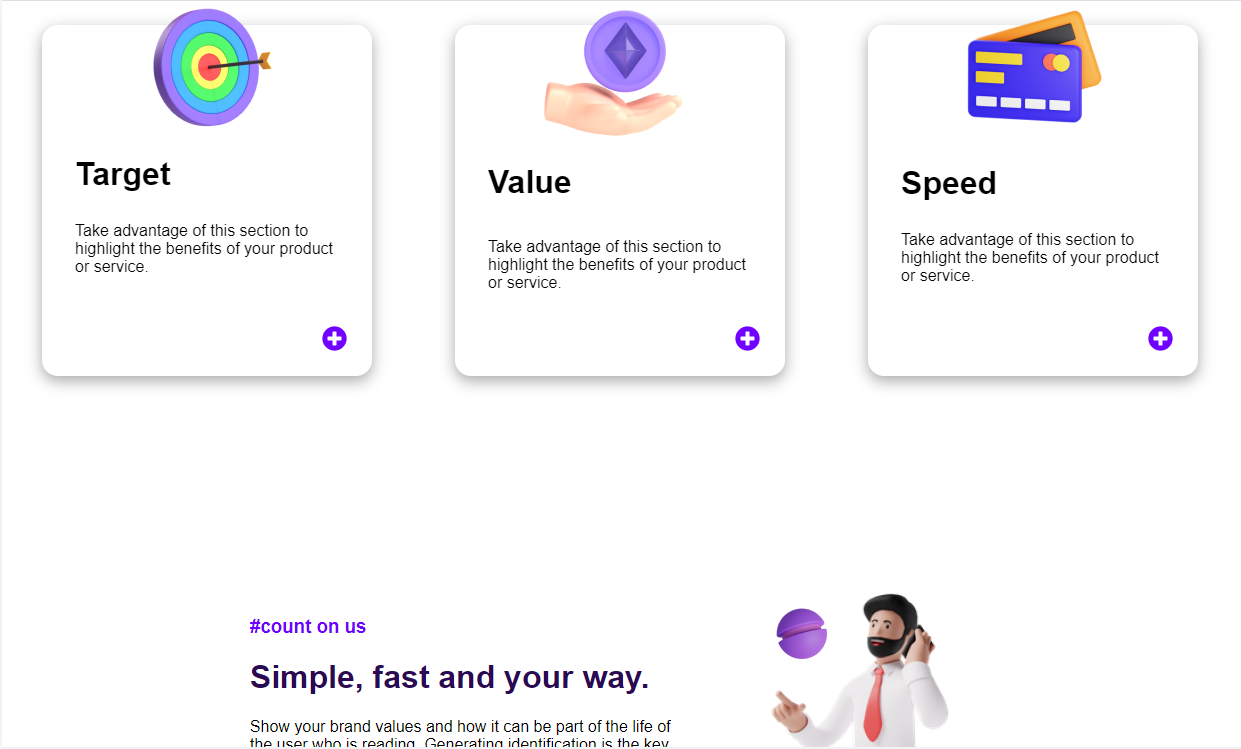 Target
Take advantage of this section to
highlight the benefits of your product
or service.
Value
Take advantage of this section to
highlight the benefits of your product
or service.
Speed
Take advantage of this section to
highlight the benefits of your product
or service.
#count on us
Simple, fast and your way.
Show your brand values and how it can be part of the life of
the user who is reading. Generating identification is the key